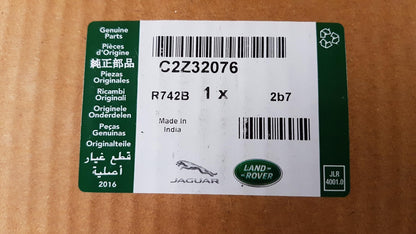 Genuine
Parts
Pièces
d'Origine
純正部品
Piezas
Originales
Ricambi
Originali
Originele
Onderdelen
Peças
Genuinas
Originalteile
قطع غيار
أصلية
2016
C2Z32076
R742B 1 x 2b7
Made in
India
JAGUAR
LAND-
-ROVER
JLR
4001.0